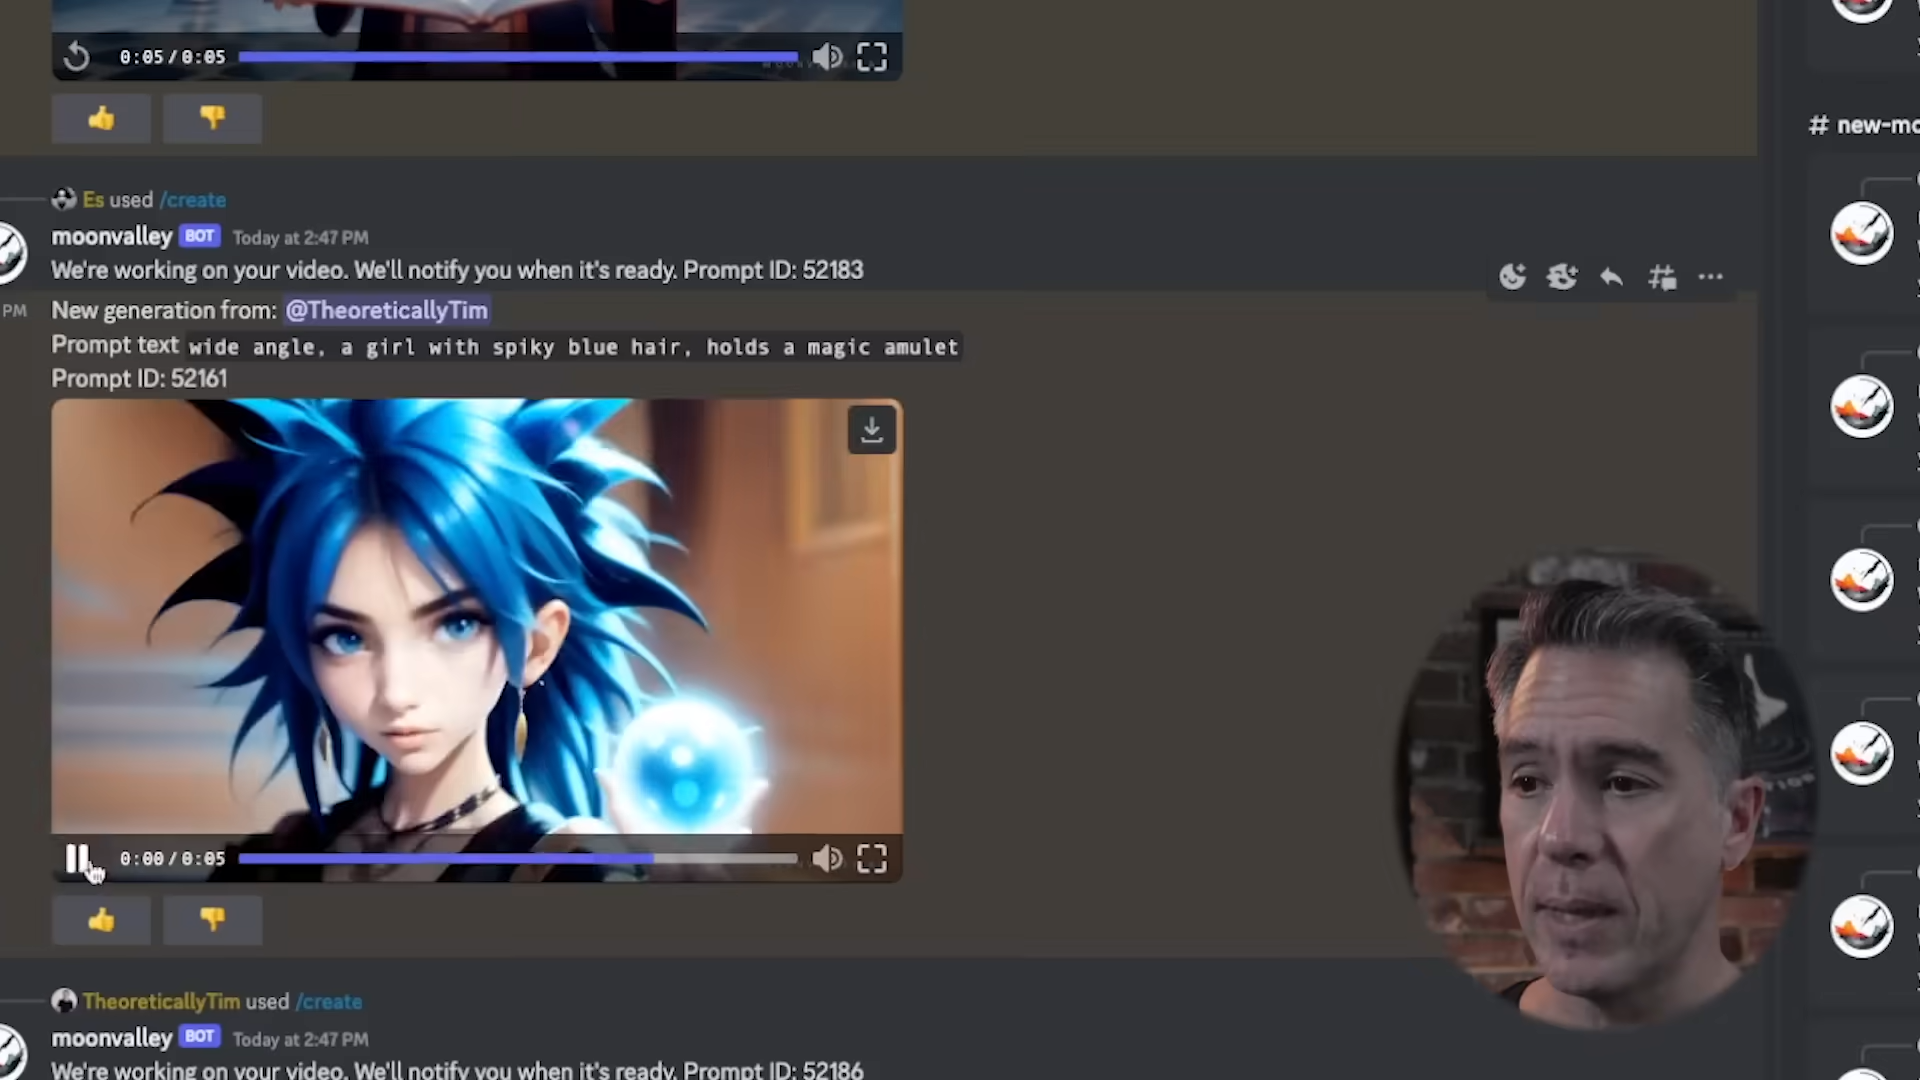 0:05/0:05
# new-mo
Es used /create
moonvalley BOT Today at 2:47 PM
We're working on your video. We'll notify you when it's ready. Prompt ID: 52183
PM New generation from: @TheoreticallyTim
Prompt text wide angle, a girl with spiky blue hair, holds a magic amulet
Prompt ID: 52161
0:00/0:05
TheoreticallyTim used /create
moonvalley BOT Today at 2:47 PM
We're working on your video. We'll notify you when it's ready. Prompt ID: 52186